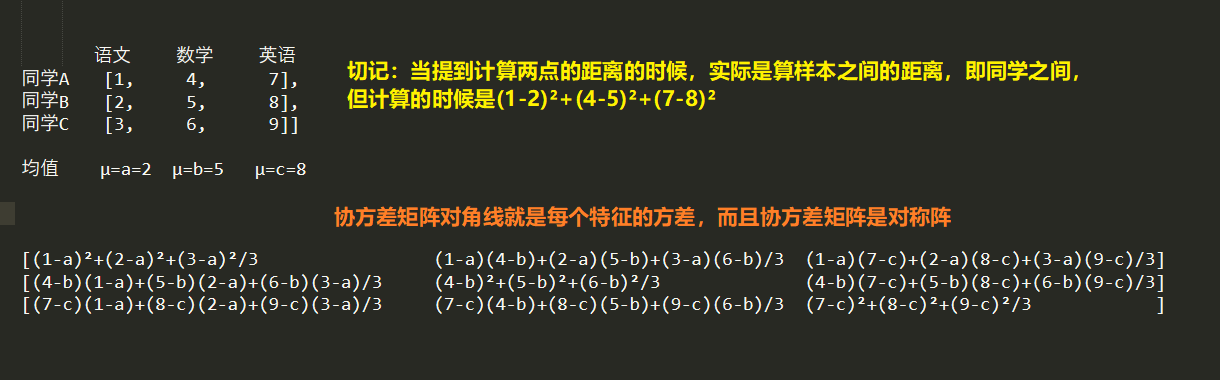 语文 数学 英语
同学A [1, 4, 7],
同学B [2, 5, 8],
同学C [3, 6, 9]]
切记：当提到计算两点的距离的时候，实际是算样本之间的距离，即同学之间，
但计算的时候是(1-2)²+(4-5)²+(7-8)²
均值 μ=a=2 μ=b=5 μ=c=8
协方差矩阵对角线就是每个特征的方差，而且协方差矩阵是对称阵
[(1-a)²+(2-a)²+(3-a)²/3 (1-a)(4-b)+(2-a)(5-b)+(3-a)(6-b)/3 (1-a)(7-c)+(2-a)(8-c)+(3-a)(9-c)/3]
[(4-b)(1-a)+(5-b)(2-a)+(6-b)(3-a)/3 (4-b)²+(5-b)²+(6-b)²/3 (4-b)(7-c)+(5-b)(8-c)+(6-b)(9-c)/3]
[(7-c)(1-a)+(8-c)(2-a)+(9-c)(3-a)/3 (7-c)(4-b)+(8-c)(5-b)+(9-c)(6-b)/3 (7-c)²+(8-c)²+(9-c)²/3 ]